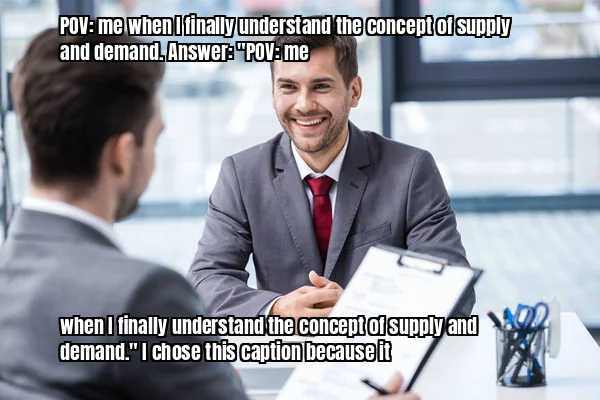 POV: me when I finally understand the concept of supply
and demand. Answer: "POV: me
when I finally understand the concept of supply and
demand." I chose this caption because it